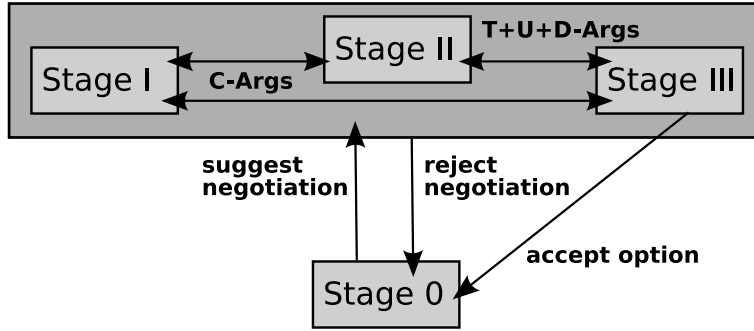 T+U+D-Args
Stage I
Stage II
Stage III
C-Args
suggest
negotiation
reject
negotiation
accept option
Stage 0